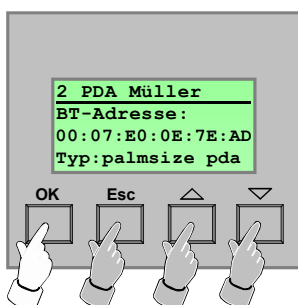 2 PDA Müller
BT-Adresse:
00:07:E0:0E:7E:AD
Typ:palmsize pda
OK Esc